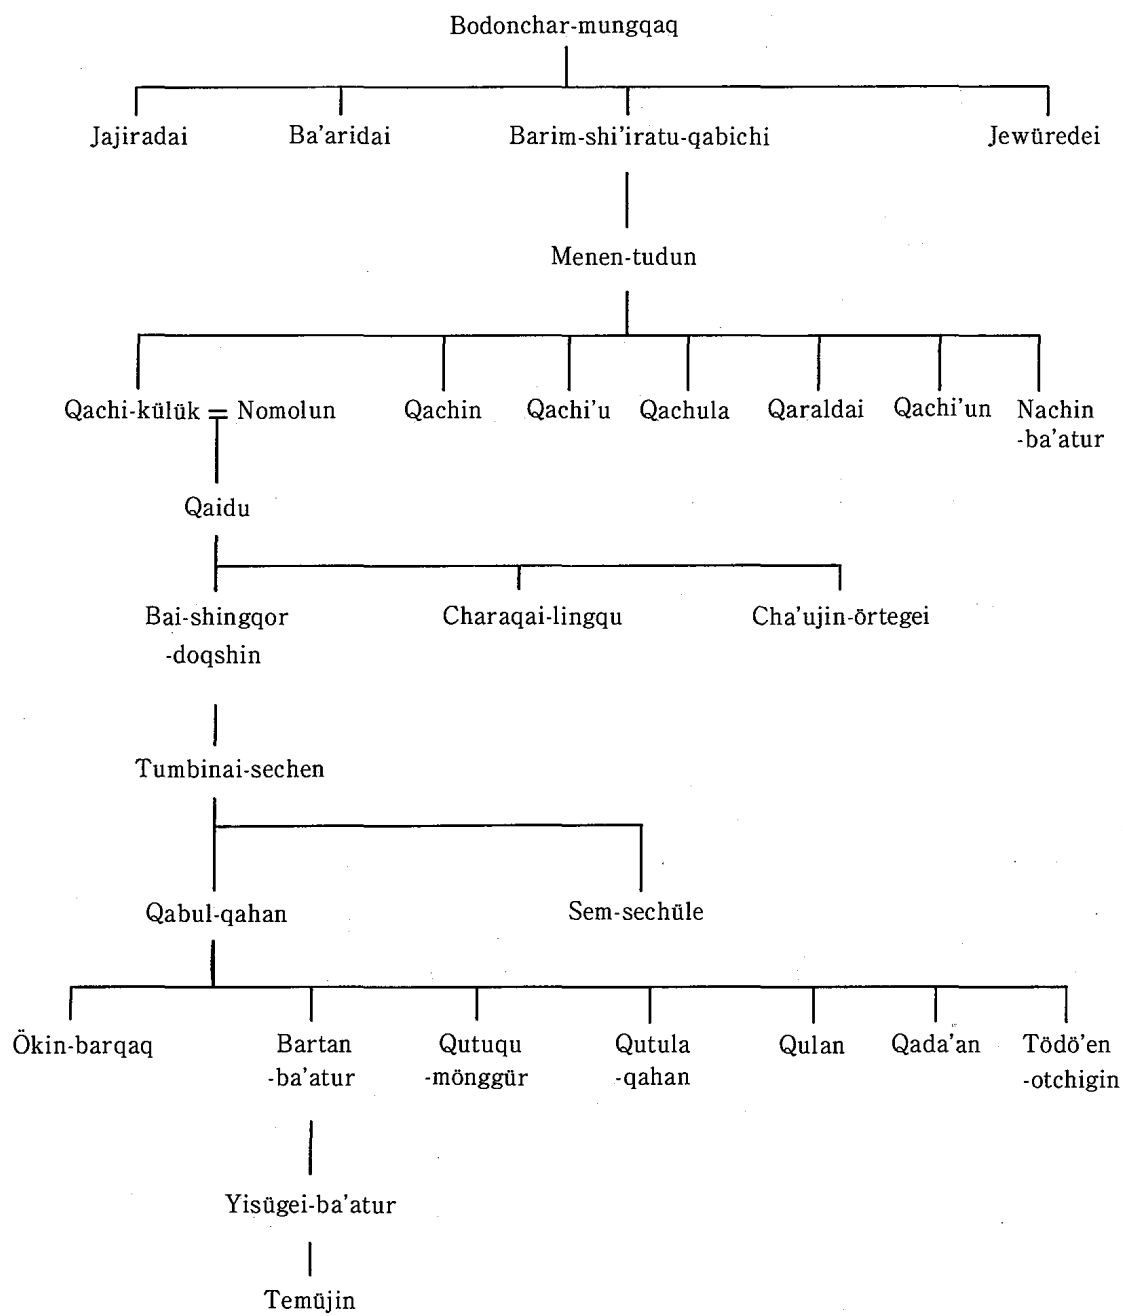 Bodonchar-mungqaq
Jajiradai Ba'aridai Barim-shi'iratu-qabichi Jewüredei
Menen-tudun
Qachi-külük = Nomolun Qachin Qachi'u Qachula Qaraldai Qachi'un Nachin
-ba'atur
Qaidu
Bai-shingqor Charaqai-lingqu Cha'ujin-örtegei
-doqshin
Tumbinai-sechen
Qabul-qahan Sem-sechüle
Ökin-barqaq Bartan Qutuqu Qutula Qulan Qada'an Tödö'en
-ba'atur -mönggür -qahan -otchigin
Yisügei-ba'atur
Temüjin